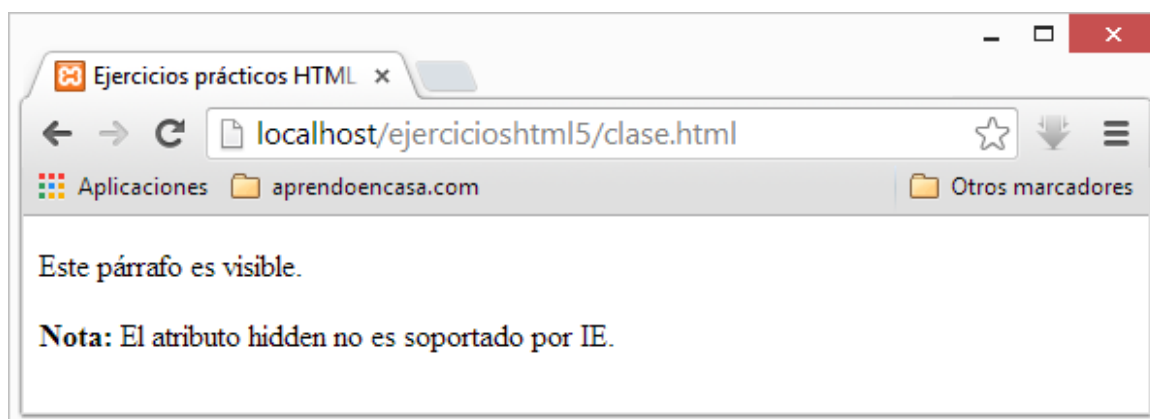 Ejercicios prácticos HTML
localhost/ejercicioshtml5/clase.html
Aplicaciones aprendoencasa.com Otros marcadores
Este párrafo es visible.
Nota: El atributo hidden no es soportado por IE.